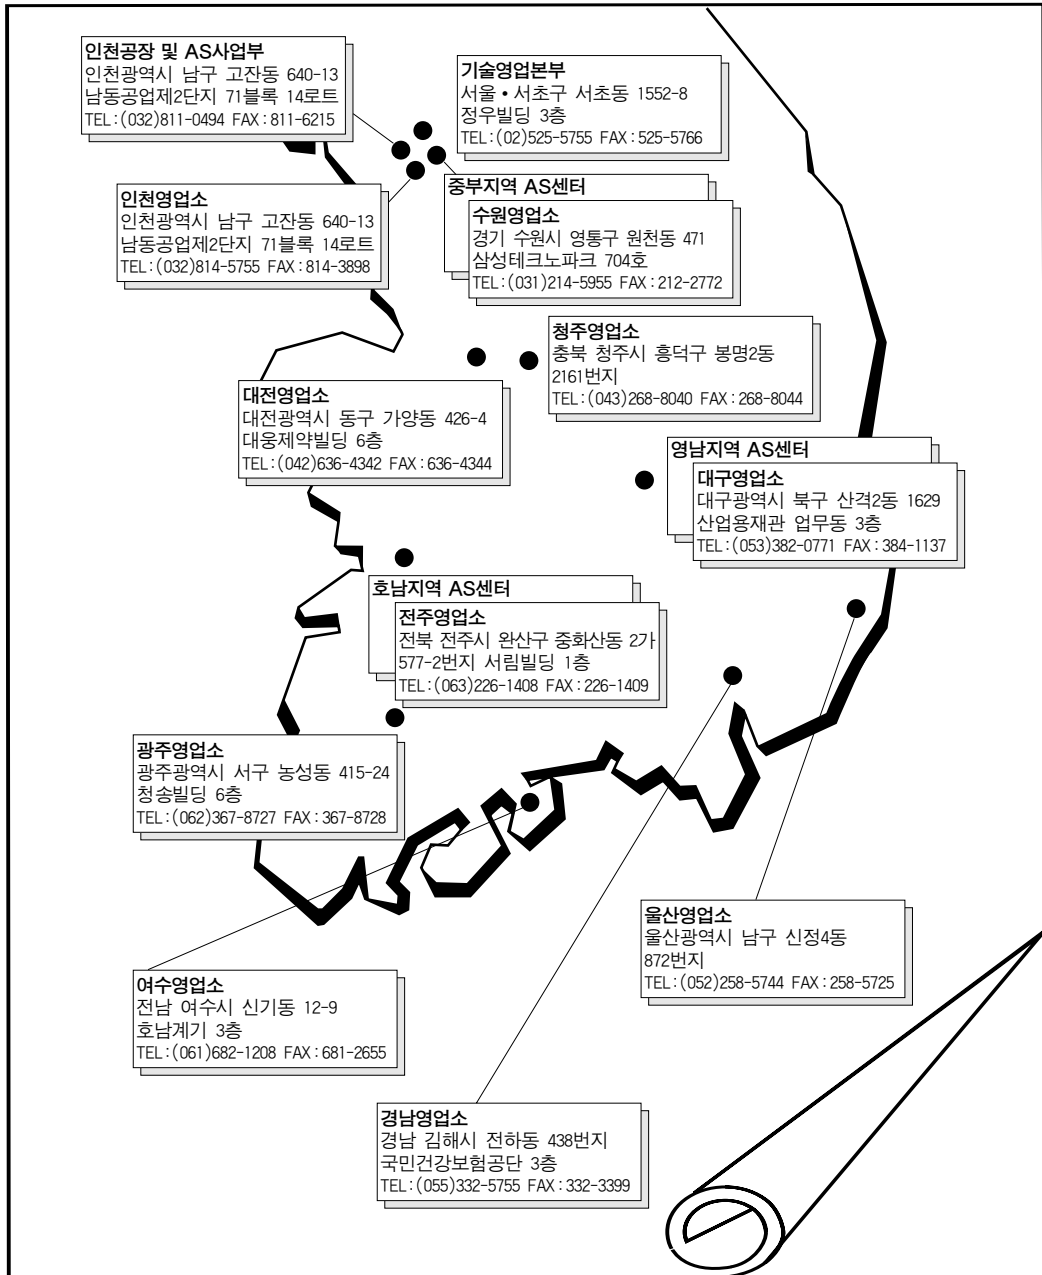 인천공장 및 AS사업부
인천광역시 남구 고잔동 640-13
남동공업제2단지 71블록 14로트
TEL:(032)811-0494 FAX:811-6215
기술영업본부
서울•서초구 서초동 1552-8
정우빌딩 3층
TEL:(02)525-5755 FAX:525-5766
인천영업소
인천광역시 남구 고잔동 640-13
남동공업제2단지 71블록 14로트
TEL:(032)814-5755 FAX:814-3898
중부지역 AS센터
수원영업소
경기 수원시 영통구 원천동 471
삼성테크노파크 704호
TEL:(031)214-5955 FAX:212-2772
청주영업소
충북 청주시 흥덕구 봉명2동
2161번지
TEL:(043)268-8040 FAX:268-8044
대전영업소
대전광역시 동구 가양동 426-4
대웅제약빌딩 6층
TEL:(042)636-4342 FAX:636-4344
영남지역 AS센터
대구영업소
대구광역시 북구 산격2동 1629
산업용재관 업무동 3층
TEL:(053)382-0771 FAX:384-1137
호남지역 AS센터
전주영업소
전북 전주시 완산구 중화산동 2가
577-2번지 서림빌딩 1층
TEL:(063)226-1408 FAX:226-1409
광주영업소
광주광역시 서구 농성동 415-24
청송빌딩 6층
TEL:(062)367-8727 FAX:367-8728
울산영업소
울산광역시 남구 신정4동
872번지
TEL:(052)258-5744 FAX:258-5725
여수영업소
전남 여수시 신기동 12-9
호남계기 3층
TEL:(061)682-1208 FAX:681-2655
경남영업소
경남 김해시 전하동 438번지
국민건강보험공단 3층
TEL:(055)332-5755 FAX:332-3399